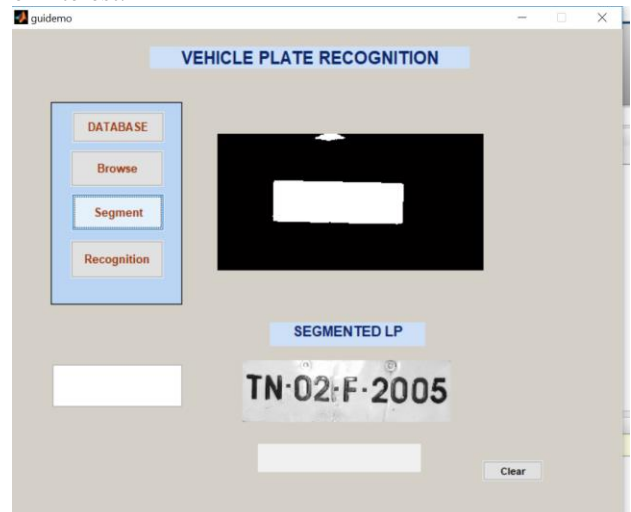 guidemo
VEHICLE PLATE RECOGNITION
DATABASE
Browse
Segment
Recognition
SEGMENTED LP
TN·02·F·2005
Clear